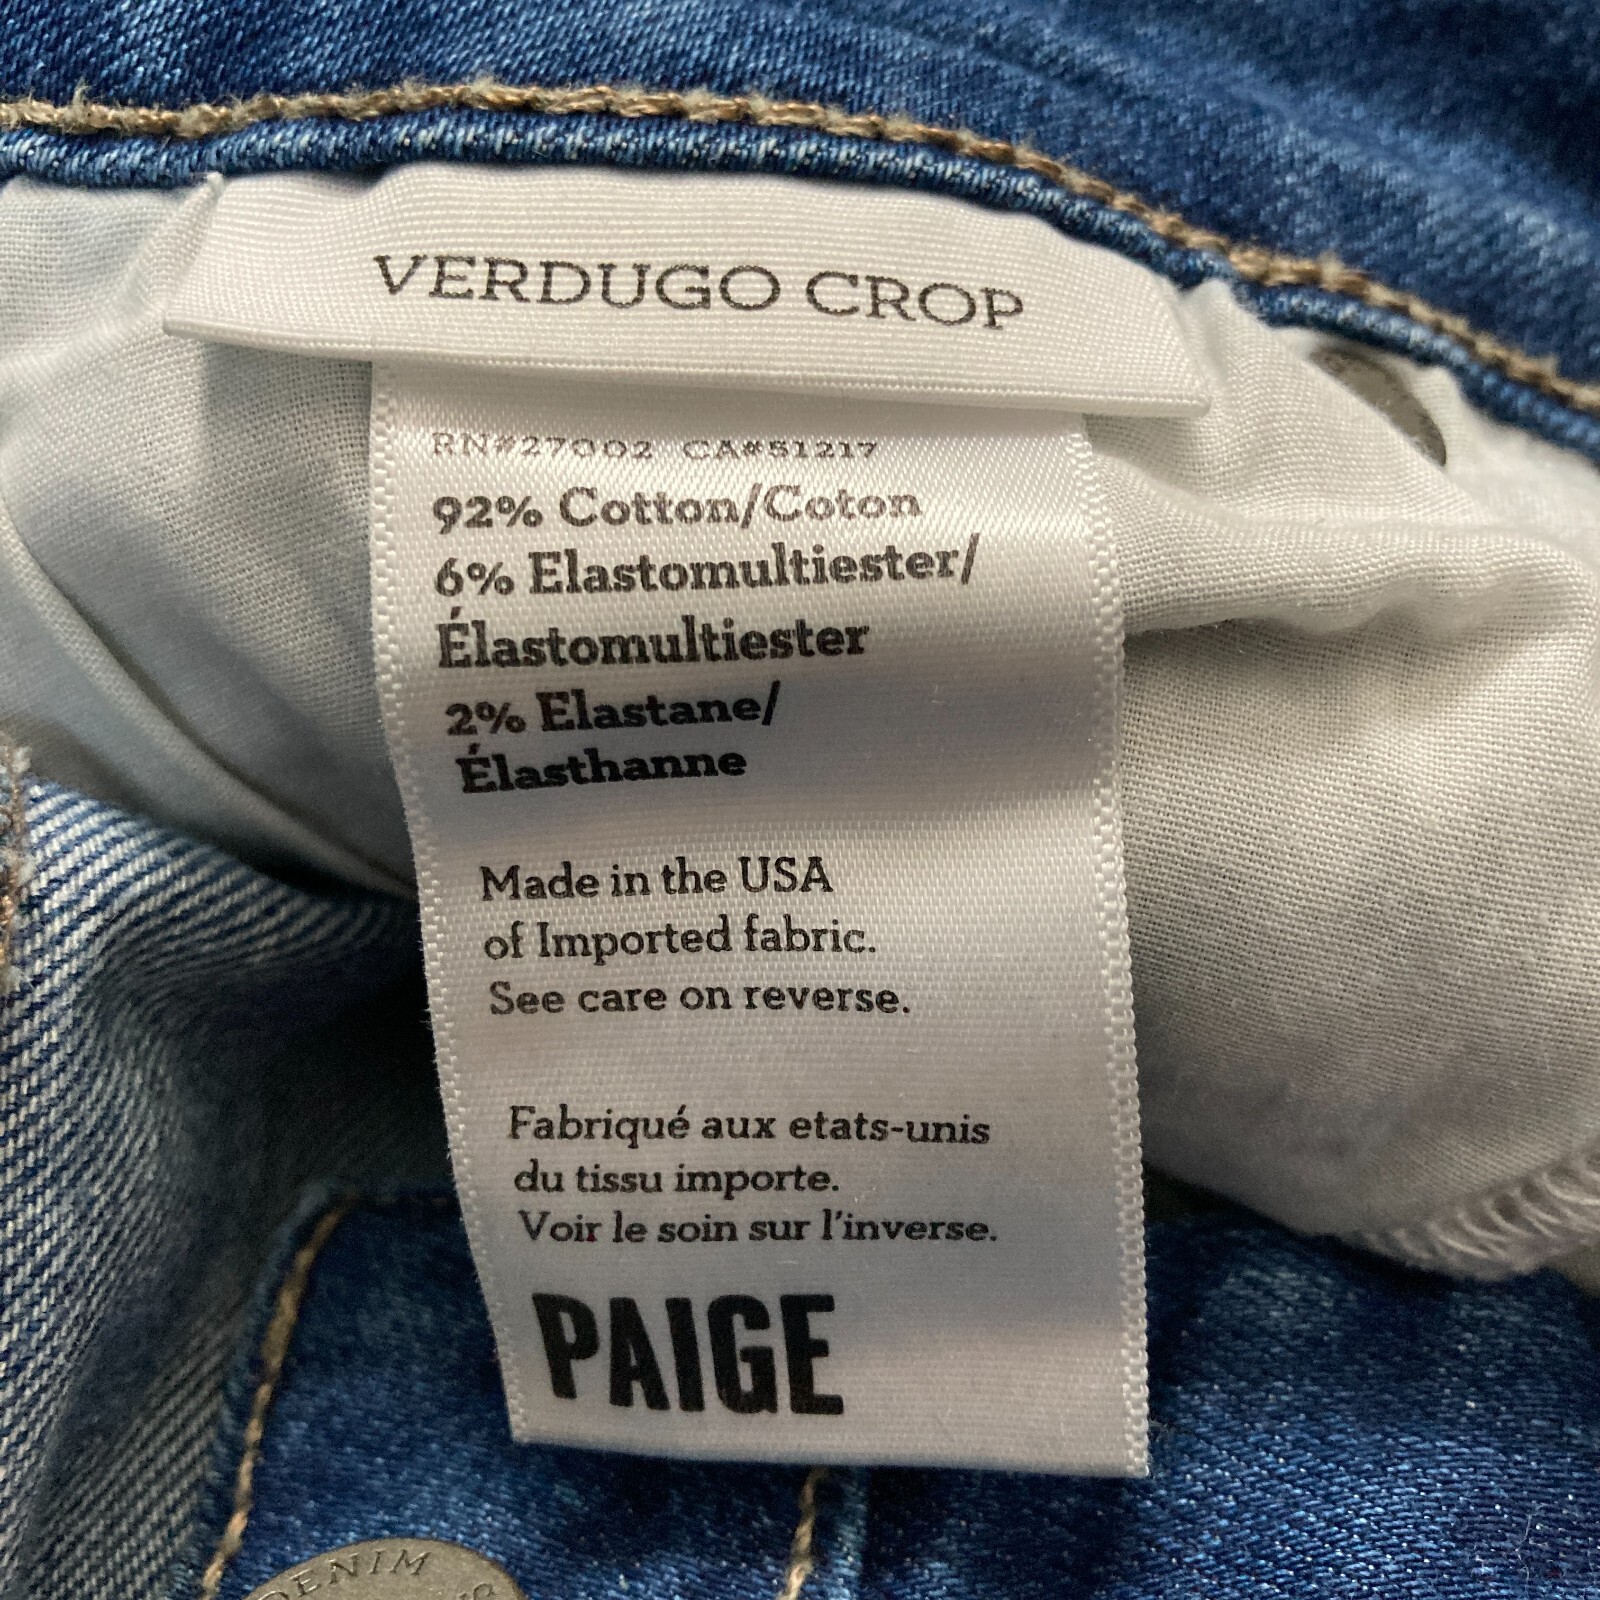 VERDUGO CROP
RN#27002 CA#51217
92% Cotton/Coton
6% Elastomultiester/
Élastomultiester
2% Elastane/
Élasthanne
Made in the USA
of Imported fabric.
See care on reverse.
Fabriqué aux etats-unis
du tissu importe.
Voir le soin sur l'inverse.
PAIGE
DENIM